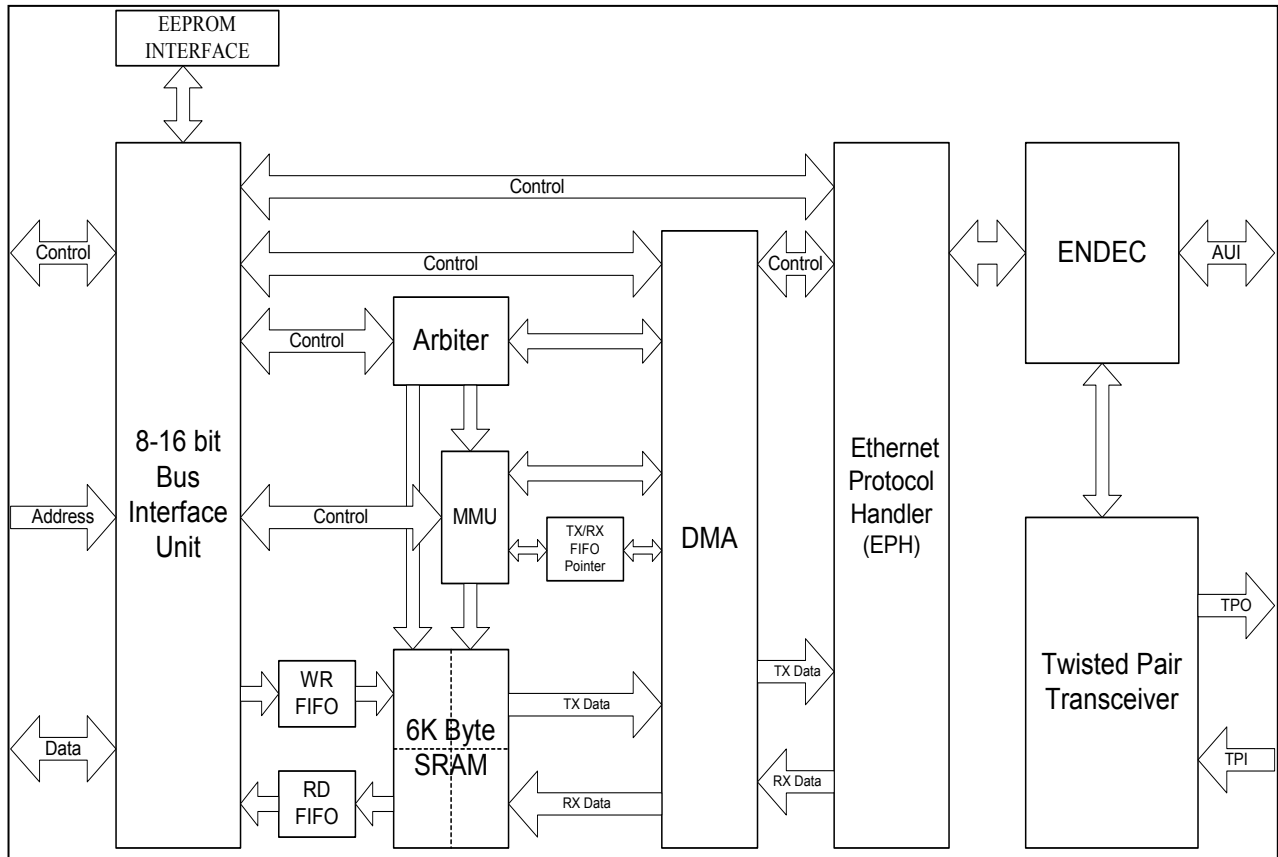 EEPROM
INTERFACE
Control
Control
Control
Control
Control
ENDEC
AUI
Arbiter
Control
8-16 bit
Bus
Interface
Unit
Address
Control
MMU
TX/RX
FIFO
Pointer
DMA
Ethernet
Protocol
Handler
(EPH)
WR
FIFO
6K Byte
SRAM
TX Data
TX Data
TPO
Twisted Pair
Transceiver
Data
RD
FIFO
RX Data
RX Data
TPI